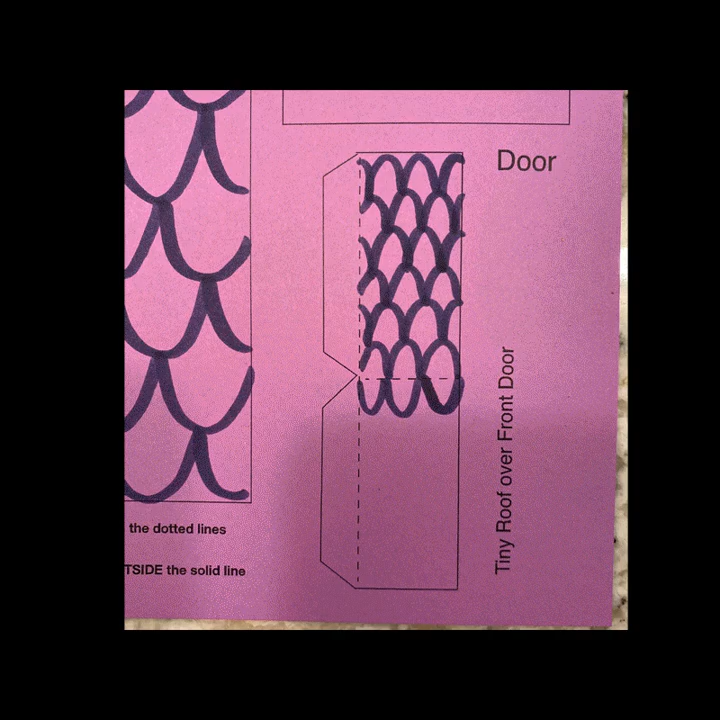 Door
Tiny Roof over Front Door
the dotted lines
TSIDE the solid line